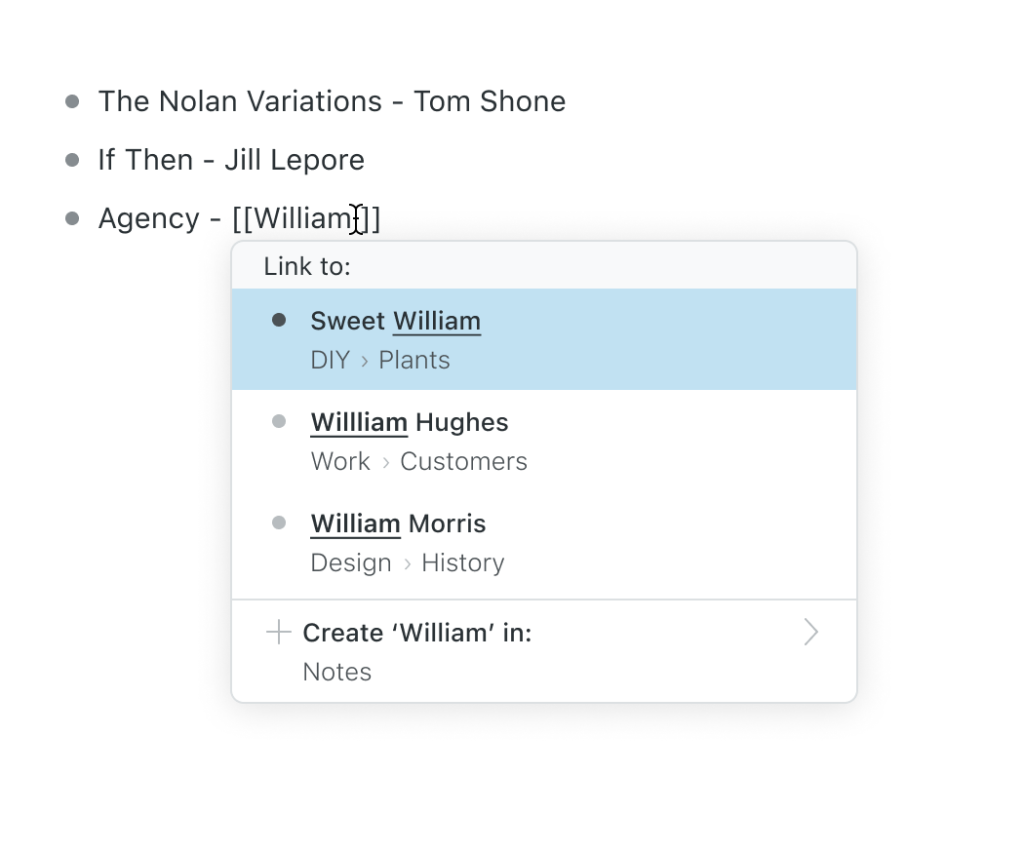 The Nolan Variations - Tom Shone
If Then - Jill Lepore
Agency - [[William]]
Link to:
Sweet William
DIY › Plants
Willliam Hughes
Work › Customers
William Morris
Design › History
Create ‘William’ in:
Notes